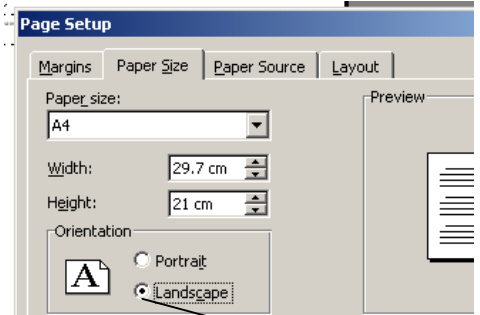 Page Setup
Margins Paper Size Paper Source Layout
Paper size: Preview
A4
Width: 29.7 cm
Height: 21 cm
Orientation
A Portrait
Landscape